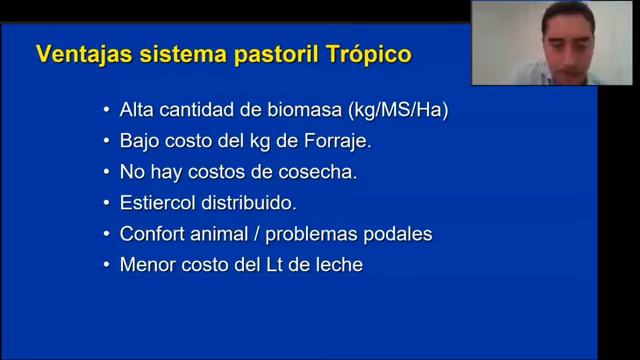 Ventajas sistema pastoril Trópico
• Alta cantidad de biomasa (kg/MS/Ha)
• Bajo costo del kg de Forraje.
• No hay costos de cosecha.
• Estiercol distribuido.
• Confort animal / problemas podales
• Menor costo del Lt de leche